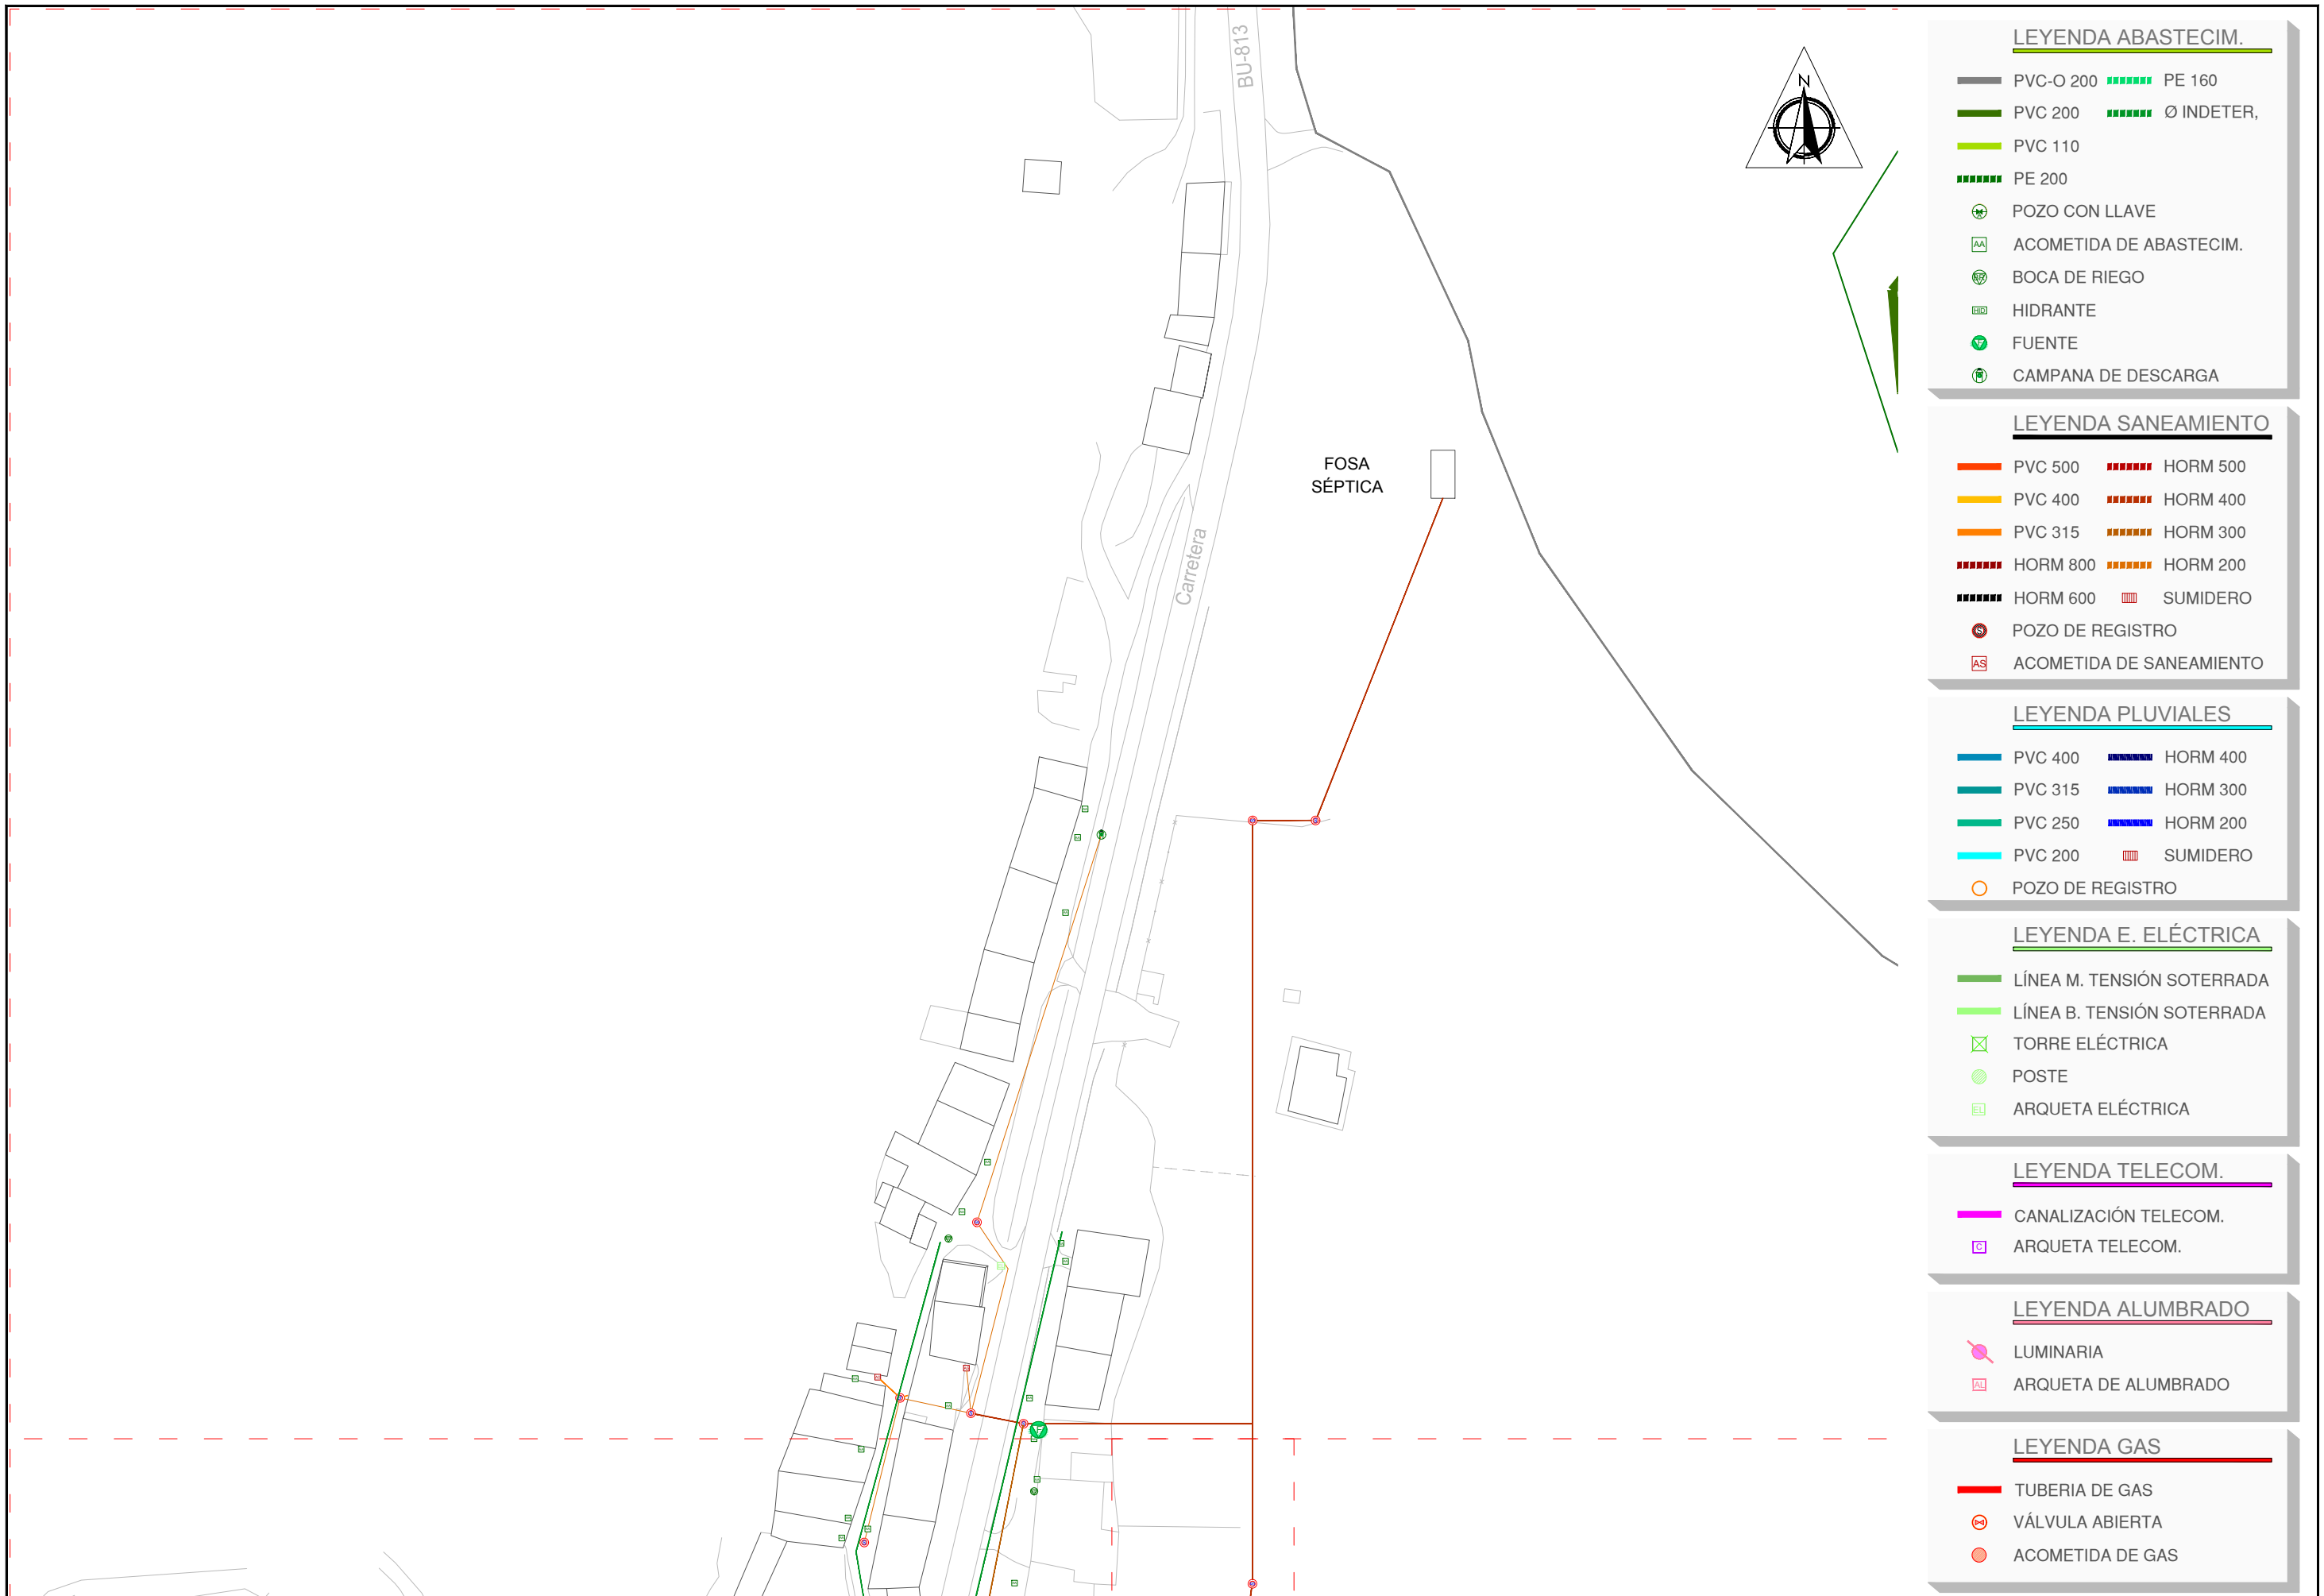 BU-813
N
FOSA
SÉPTICA
Carretera
LEYENDA ABASTECIM.
PVC-O 200 PE 160
PVC 200 Ø INDETER,
PVC 110
PE 200
POZO CON LLAVE
AA ACOMETIDA DE ABASTECIM.
BOCA DE RIEGO
HID HIDRANTE
FUENTE
CAMPANA DE DESCARGA
LEYENDA SANEAMIENTO
PVC 500 HORM 500
PVC 400 HORM 400
PVC 315 HORM 300
HORM 800 HORM 200
HORM 600 SUMIDERO
S POZO DE REGISTRO
AS ACOMETIDA DE SANEAMIENTO
LEYENDA PLUVIALES
PVC 400 HORM 400
PVC 315 HORM 300
PVC 250 HORM 200
PVC 200 SUMIDERO
POZO DE REGISTRO
LEYENDA E. ELÉCTRICA
LÍNEA M. TENSIÓN SOTERRADA
LÍNEA B. TENSIÓN SOTERRADA
TORRE ELÉCTRICA
POSTE
EL ARQUETA ELÉCTRICA
LEYENDA TELECOM.
CANALIZACIÓN TELECOM.
C ARQUETA TELECOM.
LEYENDA ALUMBRADO
LUMINARIA
AL ARQUETA DE ALUMBRADO
LEYENDA GAS
TUBERIA DE GAS
VÁLVULA ABIERTA
ACOMETIDA DE GAS